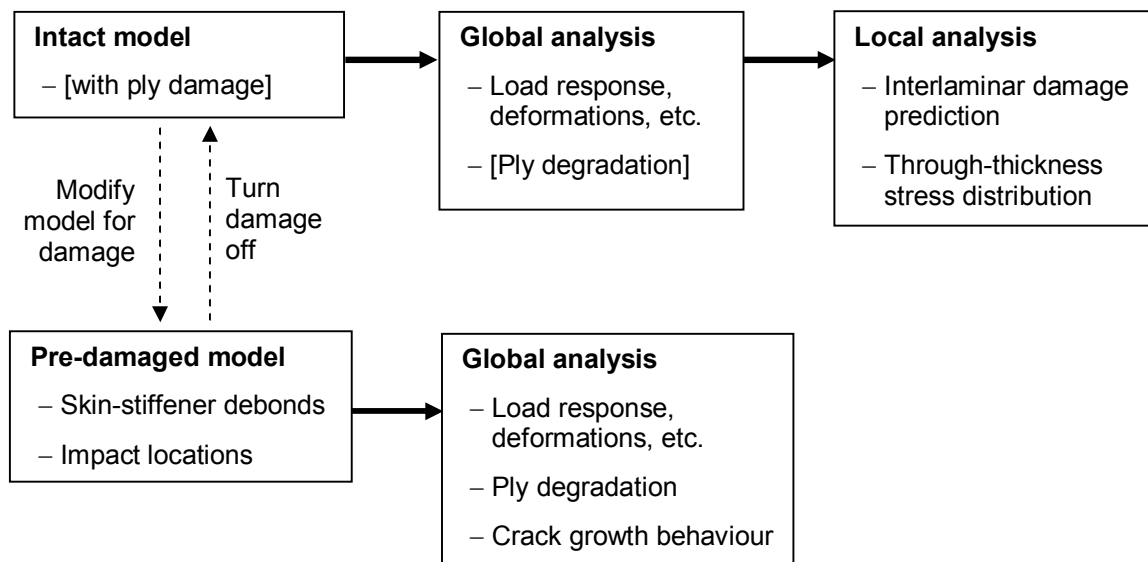 Intact model
– [with ply damage]
Global analysis
– Load response,
deformations, etc.
– [Ply degradation]
Local analysis
– Interlaminar damage
prediction
– Through-thickness
stress distribution
Modify
model for
damage
Turn
damage
off
Pre-damaged model
– Skin-stiffener debonds
– Impact locations
Global analysis
– Load response,
deformations, etc.
– Ply degradation
– Crack growth behaviour